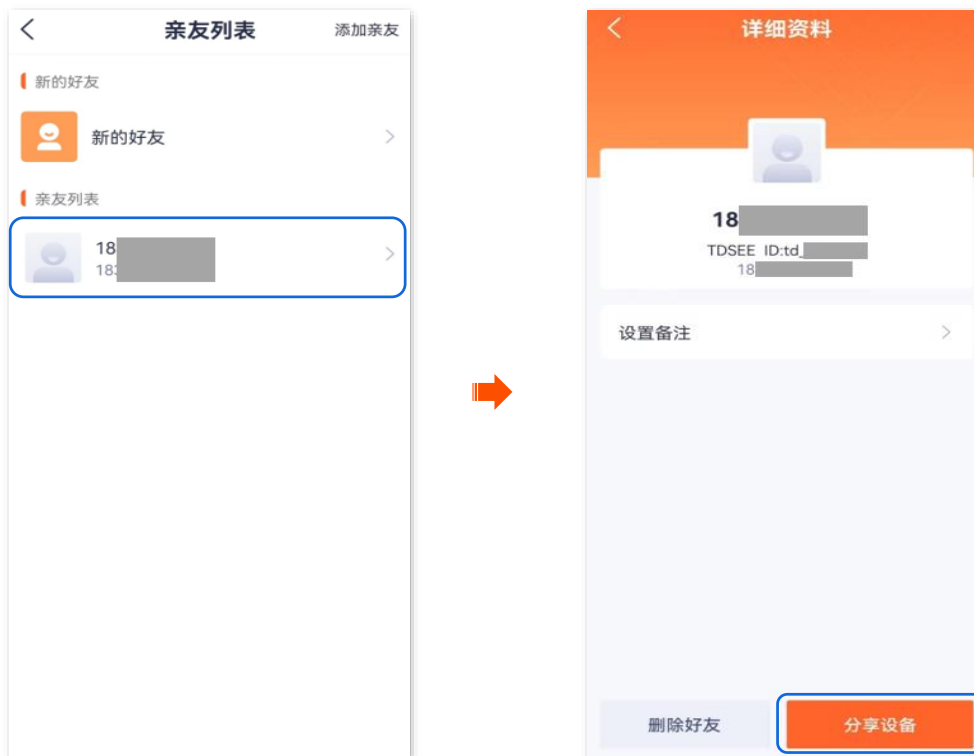 亲友列表
添加亲友
新的好友
新的好友
亲友列表
18
183
详细资料
18
TDSEE ID:td_
18
设置备注
删除好友
分享设备